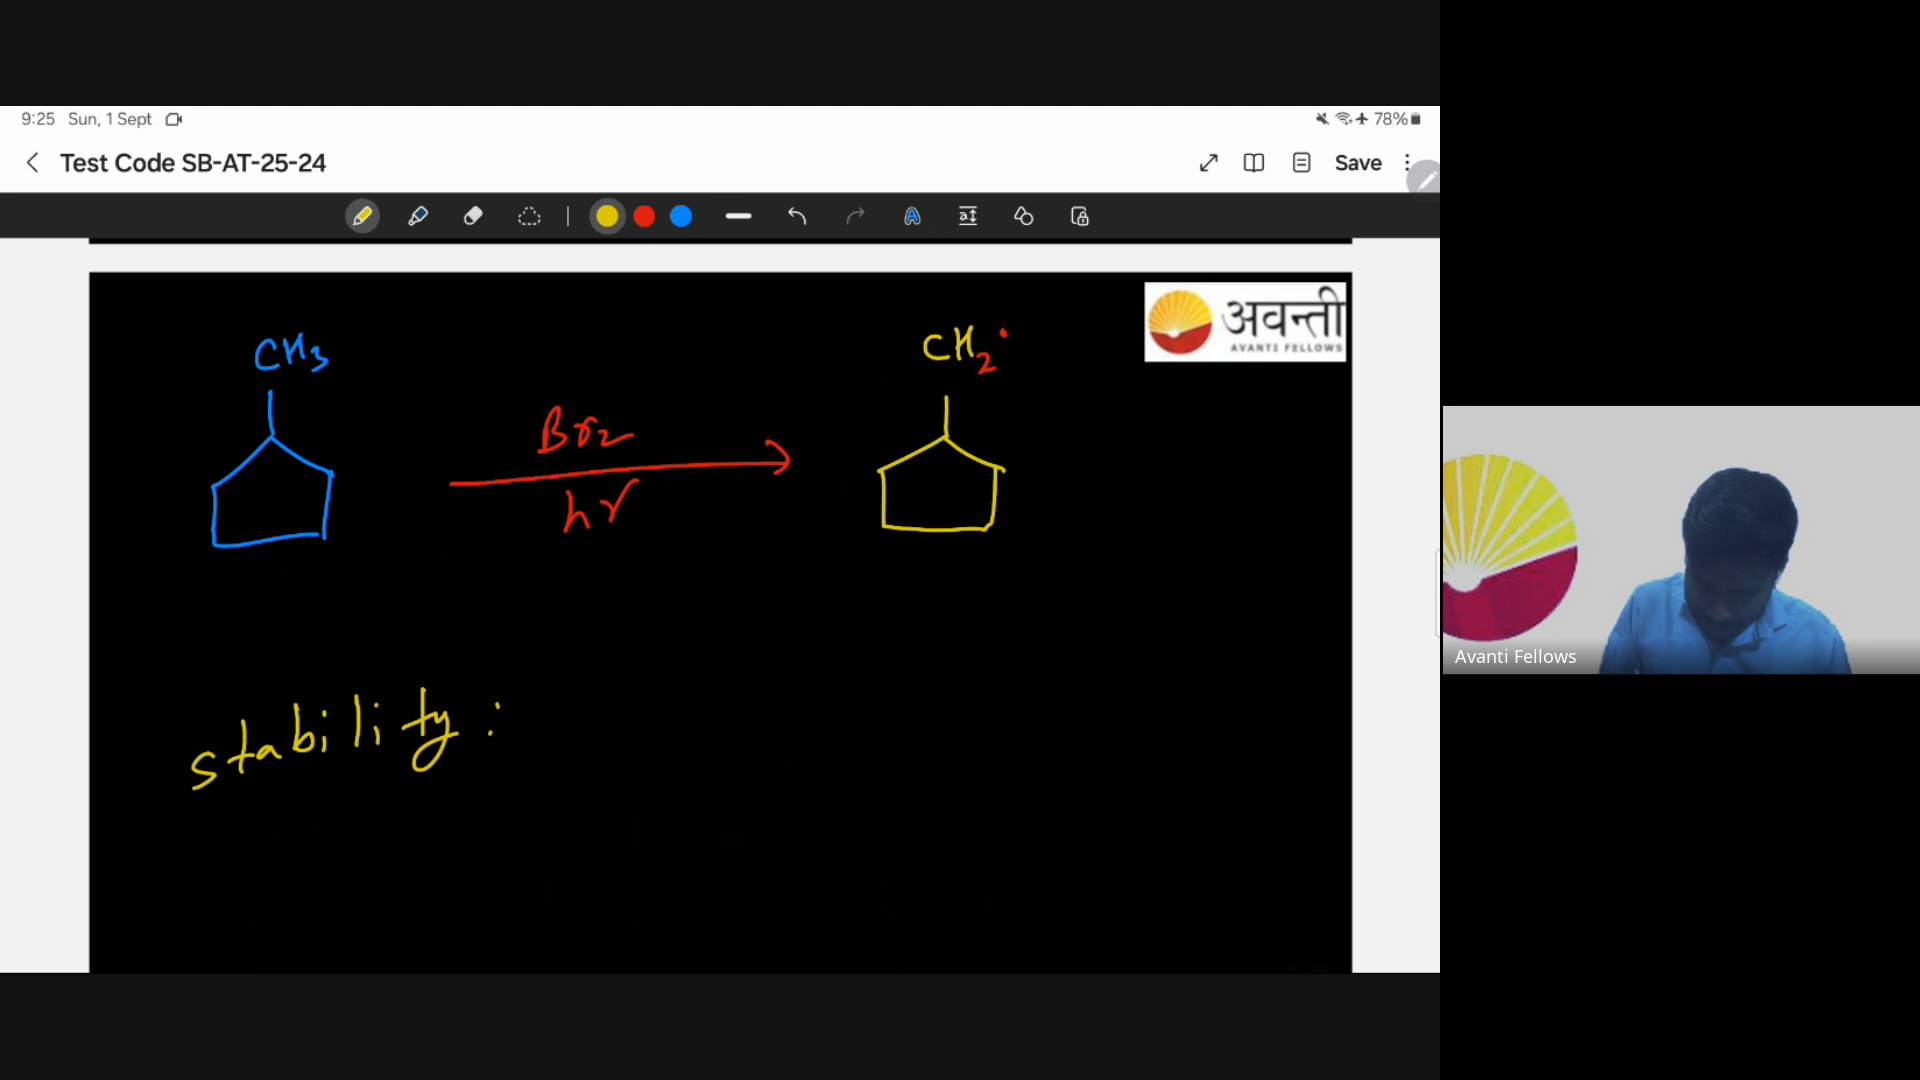 9:25 Sun, 1 Sept 78%
Test Code SB-AT-25-24
Save
अवन्ती
AVANTI FELLOWS
CH3
CH2•
Br2
hν
stability :
Avanti Fellows